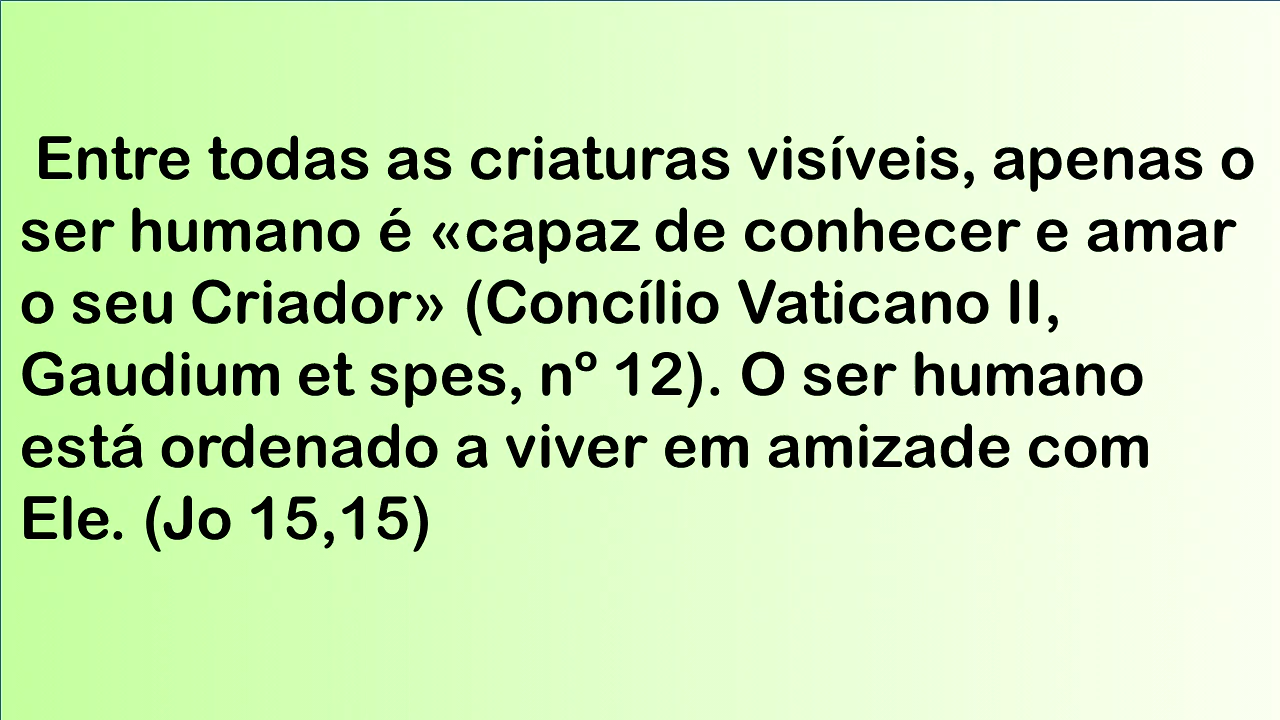 Entre todas as criaturas visíveis, apenas o
ser humano é «capaz de conhecer e amar
o seu Criador» (Concílio Vaticano II,
Gaudium et spes, nº 12). O ser humano
está ordenado a viver em amizade com
Ele. (Jo 15,15)